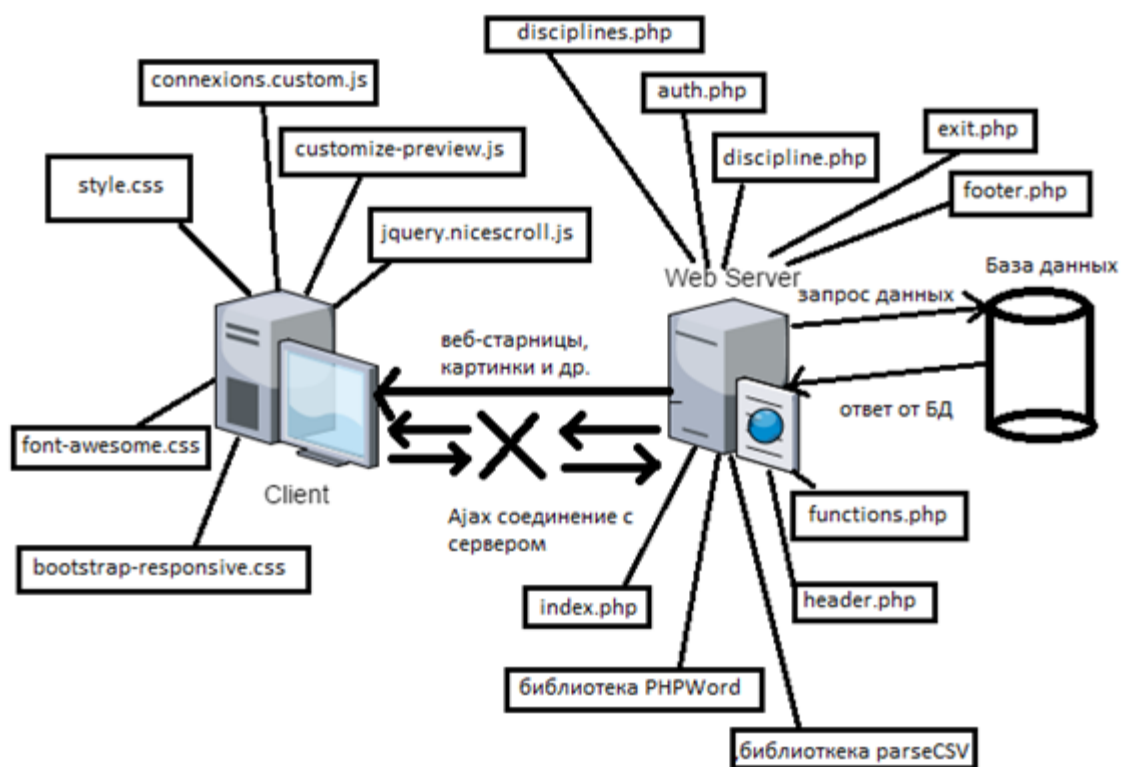 disciplines.php
connexions.custom.js
auth.php
exit.php
customize-preview.js
discipline.php
style.css
footer.php
jquery.nicescroll.js
Web Server
База данных
запрос данных
веб-старницы,
картинки и др.
ответ от БД
font-awesome.css
Client
Ajax соединение с
сервером
functions.php
bootstrap-responsive.css
index.php
header.php
библиотека PHPWord
,библиоткека parseCSV